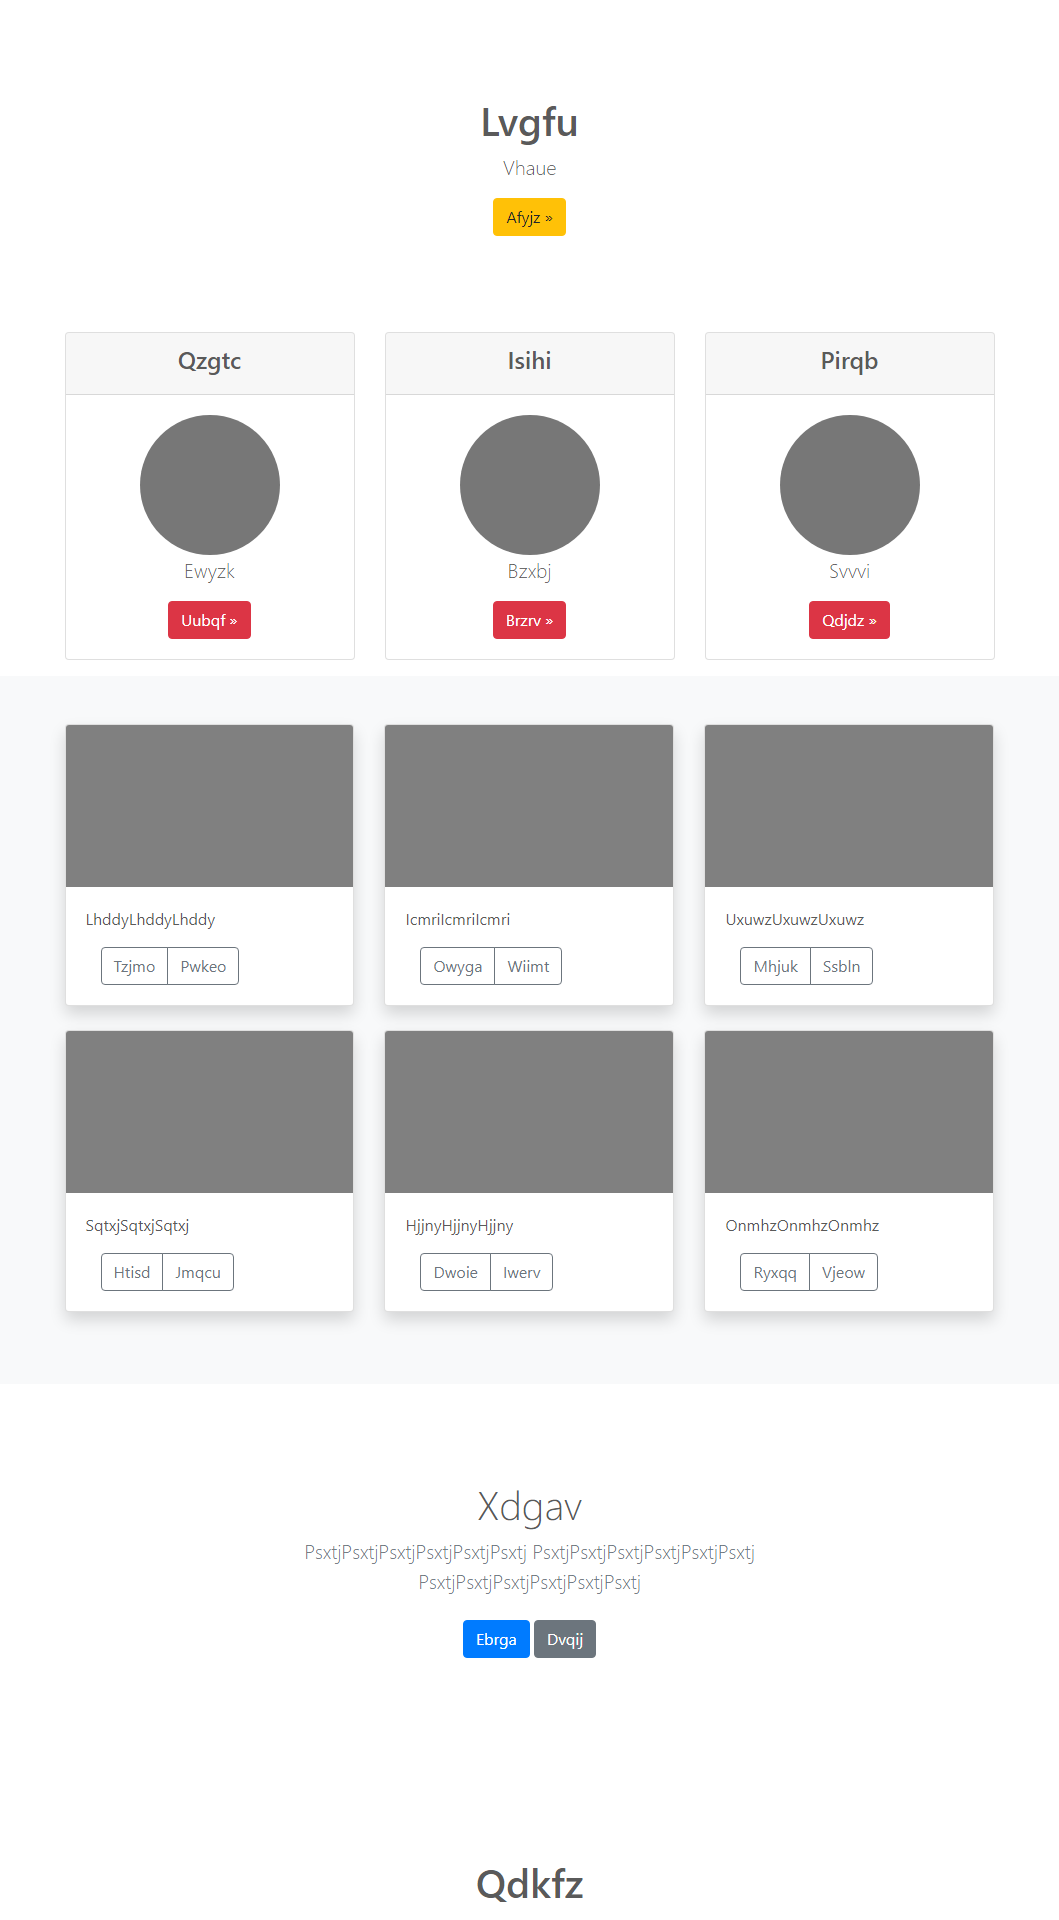 Lvgfu
Vhaue
Afyjz »
Qzgtc
Isihi
Pirqb
Ewyzk
Bzxbj
Svvvi
Uubqf »
Brzrv »
Qdjdz »
LhddyLhddyLhddy
IcmriIcmriIcmri
UxuwzUxuwzUxuwz
Tzjmo Pwkeo
Owyga Wiimt
Mhjuk Ssbln
SqtxjSqtxjSqtxj
HjjnyHjjnyHjjny
OnmhzOnmhzOnmhz
Htisd Jmqcu
Dwoie Iwerv
Ryxqq Vjeow
Xdgav
PsxtjPsxtjPsxtjPsxtjPsxtjPsxtj PsxtjPsxtjPsxtjPsxtjPsxtjPsxtj
PsxtjPsxtjPsxtjPsxtjPsxtjPsxtj
Ebrga Dvqij
Qdkfz